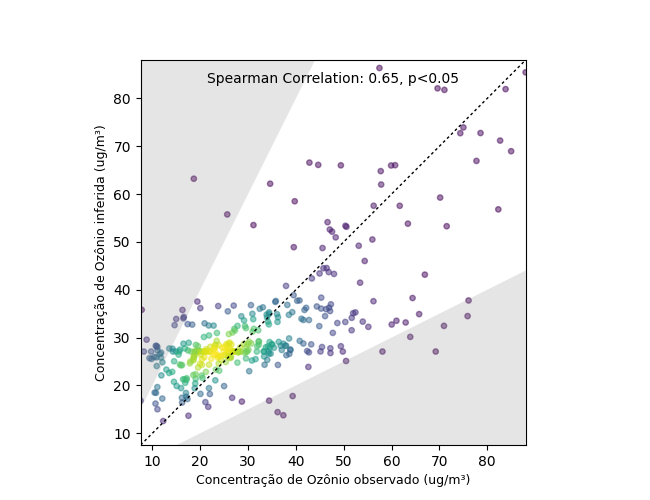 Spearman Correlation: 0.65, p<0.05
80
70
60
50
40
30
20
10
Concentração de Ozônio inferida (ug/m³)
10 20 30 40 50 60 70 80
Concentração de Ozônio observado (ug/m³)